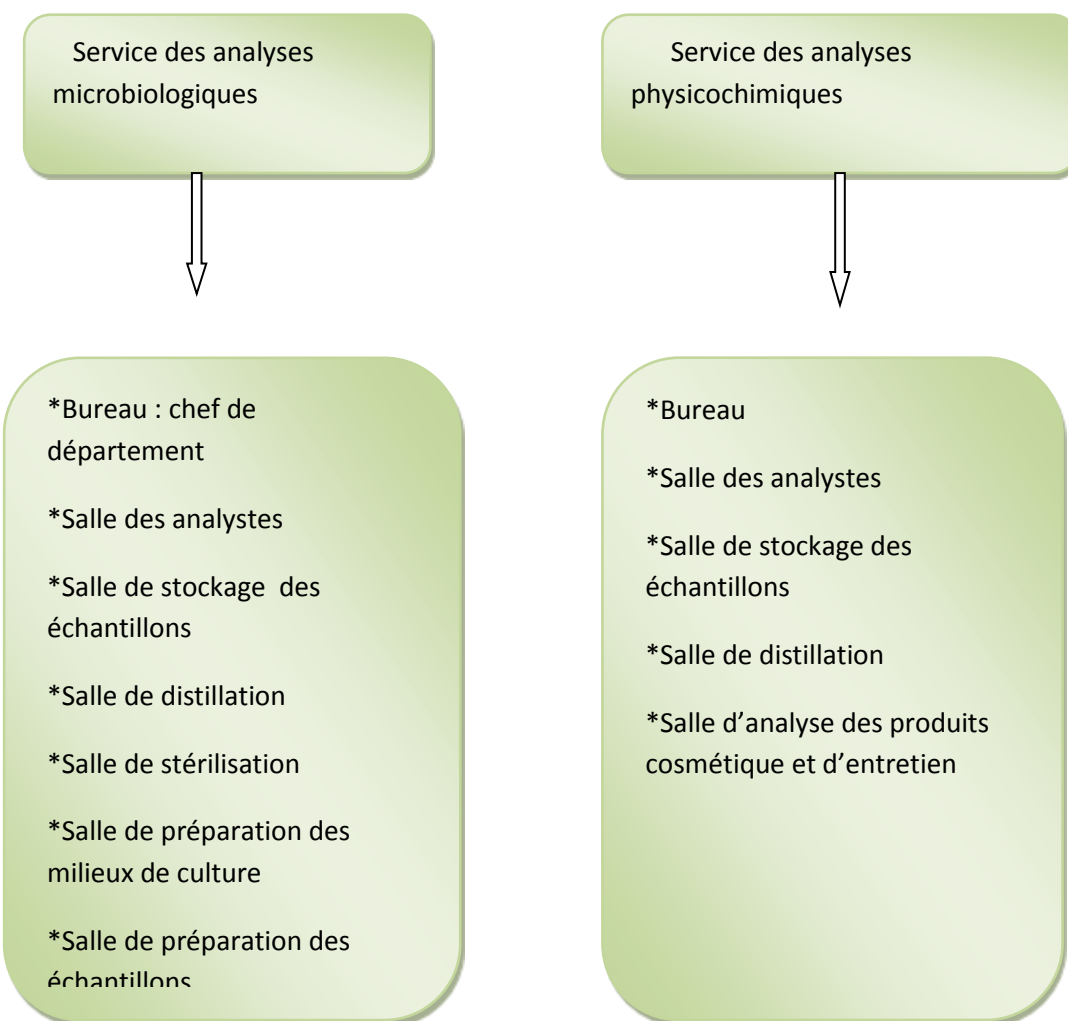 Service des analyses
microbiologiques
Service des analyses
physicochimiques
*Bureau : chef de
département
*Salle des analystes
*Salle de stockage  des
échantillons
*Salle de distillation
*Salle de stérilisation
*Salle de préparation des
milieux de culture
*Salle de préparation des
échantillons
*Bureau
*Salle des analystes
*Salle de stockage des
échantillons
*Salle de distillation
*Salle d’analyse des produits
cosmétique et d’entretien